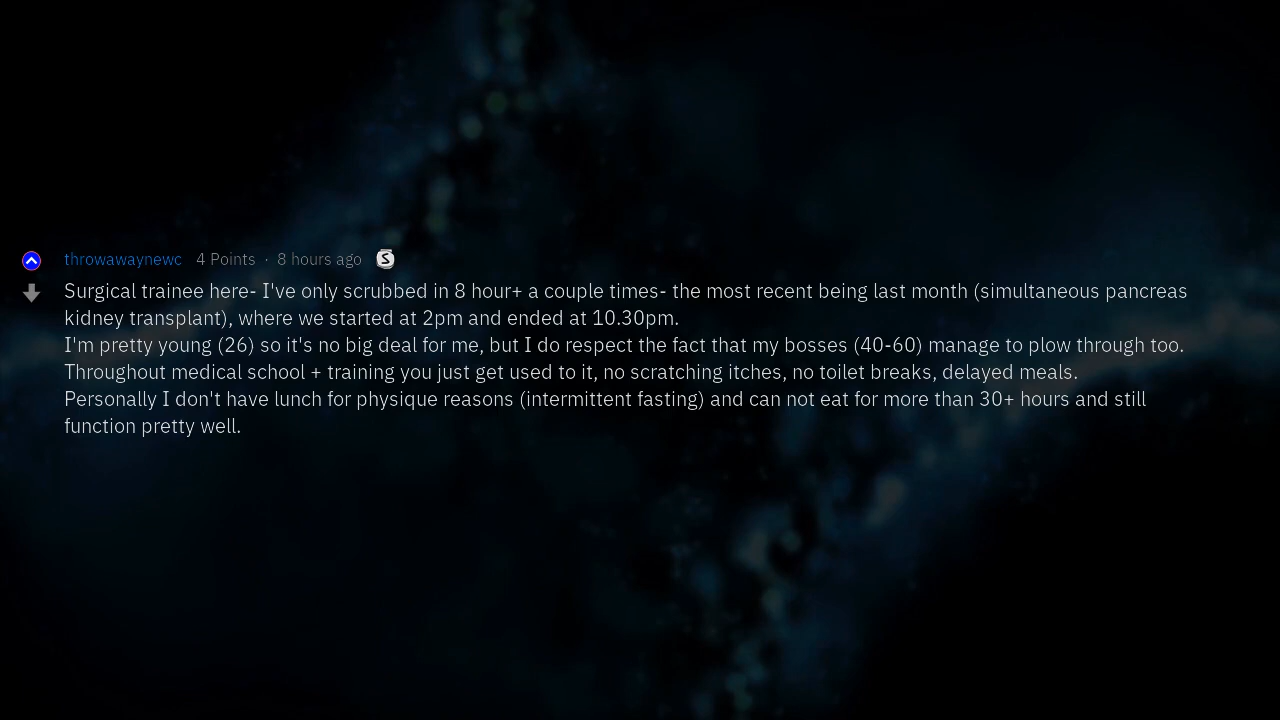 throwawaynewc 4 Points · 8 hours ago S
Surgical trainee here- I've only scrubbed in 8 hour+ a couple times- the most recent being last month (simultaneous pancreas
kidney transplant), where we started at 2pm and ended at 10.30pm.
I'm pretty young (26) so it's no big deal for me, but I do respect the fact that my bosses (40-60) manage to plow through too.
Throughout medical school + training you just get used to it, no scratching itches, no toilet breaks, delayed meals.
Personally I don't have lunch for physique reasons (intermittent fasting) and can not eat for more than 30+ hours and still
function pretty well.